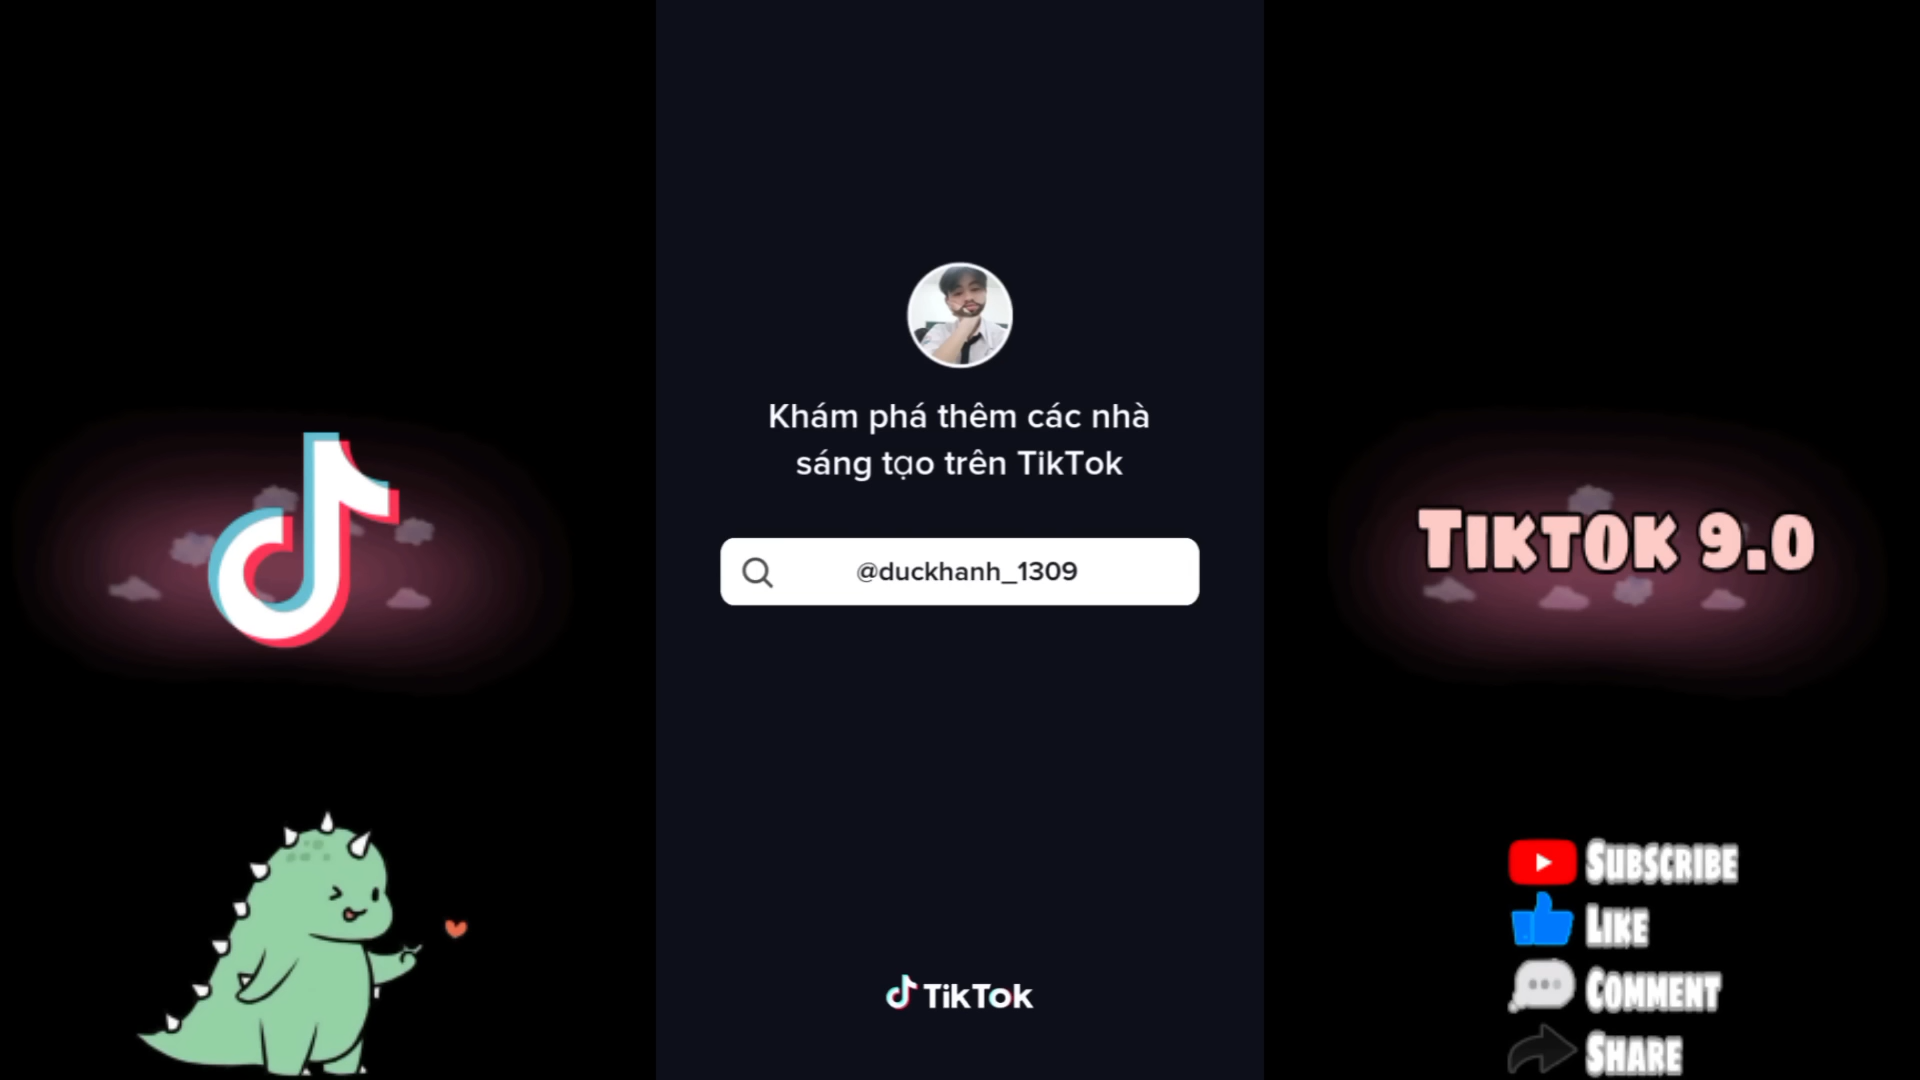 Khám phá thêm các nhà
sáng tạo trên TikTok
@duckhanh_1309
TikTok
TIKTOK 9.0
SUBSCRIBE
LIKE
COMMENT
SHARE